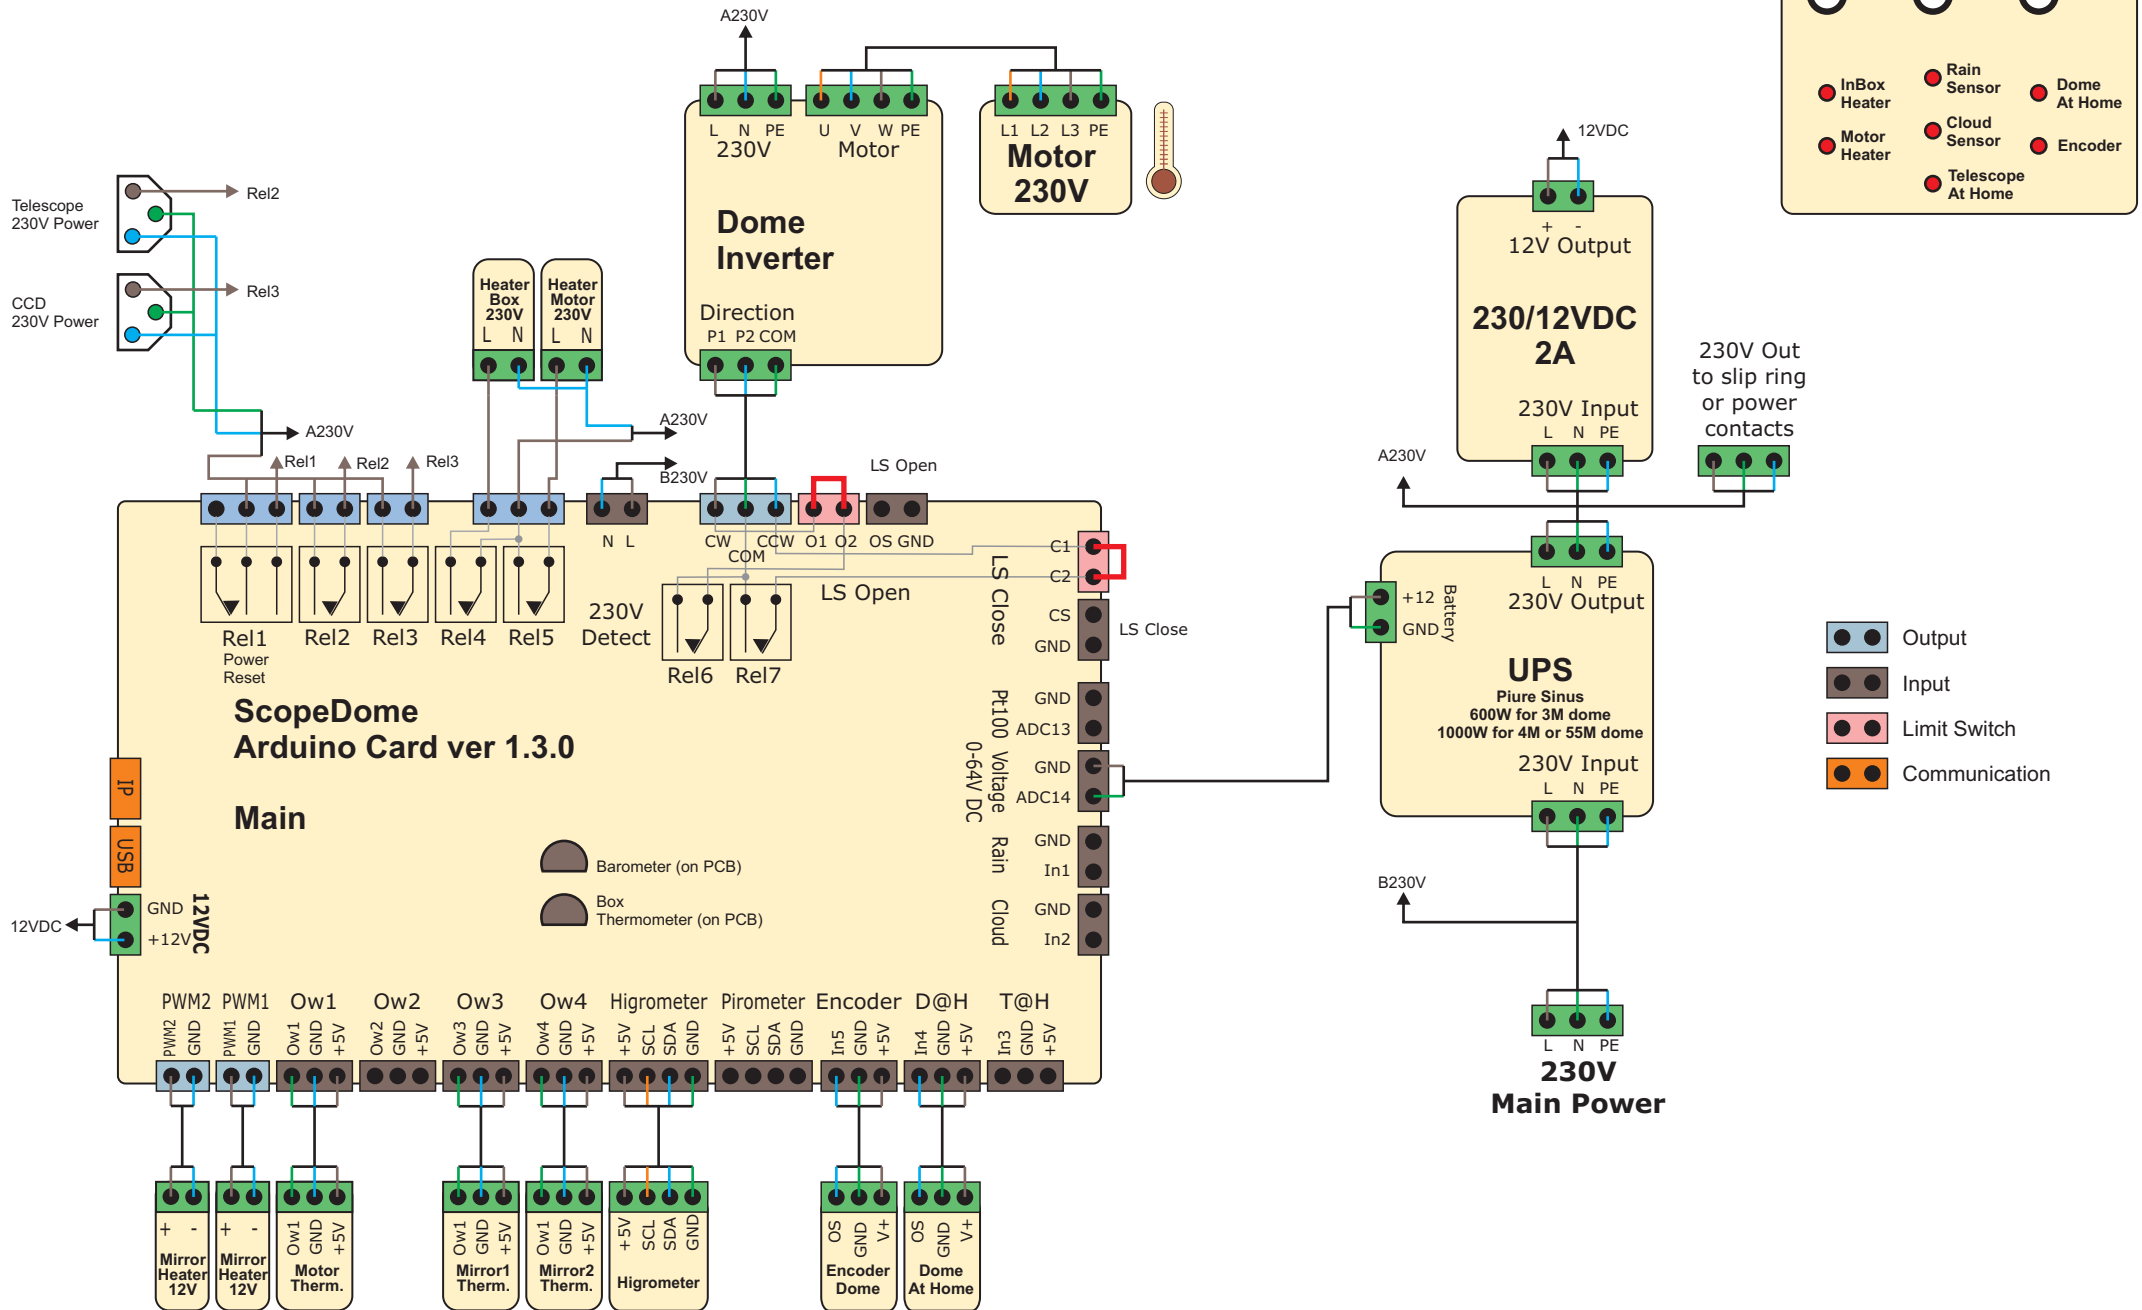 A230V
L N PE
230V
U V W PE
Motor
L1 L2 L3 PE
Motor
230V
Dome
Inverter
Direction
P1 P2 COM
InBox
Heater
Rain
Sensor
Dome
At Home
Motor
Heater
Cloud
Sensor
Encoder
Telescope
At Home
Telescope
230V Power
Rel2
CCD
230V Power
Rel3
A230V
Heater
Box
230V
L N
Heater
Motor
230V
L N
A230V
B230V
12VDC
+ -
12V Output
230/12VDC
2A
230V Input
L N PE
230V Out
to slip ring
or power
contacts
A230V
Rel1
Rel2
Rel3
LS Open
N L
CW
COM
CCW
O1 O2
OS GND
C1
C2
LS Close
LS Open
CS
GND
LS Close
230V
Detect
Rel1
Power
Reset
Rel2
Rel3
Rel4
Rel5
Rel6
Rel7
ScopeDome
Arduino Card ver 1.3.0
Main
Pt100
GND
ADC13
Voltage
0-64V DC
GND
ADC14
Rain
GND
In1
Cloud
GND
In2
IP
USB
12VDC
GND
+12V
12VDC
Barometer (on PCB)
Box
Thermometer (on PCB)
L N PE
230V Output
+12
GND
Battery
UPS
Piure Sinus
600W for 3M dome
1000W for 4M or 55M dome
230V Input
L N PE
B230V
L N PE
230V
Main Power
Output
Input
Limit Switch
Communication
PWM2 PWM1 Ow1 Ow2 Ow3 Ow4 Higrometer Pirometer Encoder D@H T@H
PWM2 GND PWM1 GND Ow1 GND +5V Ow2 GND +5V Ow3 GND +5V Ow4 GND +5V +5V SCL SDA GND +5V SCL SDA GND In5 GND +5V In4 GND +5V In3 GND +5V
+ -
Mirror
Heater
12V
+ -
Mirror
Heater
12V
Ow1 GND +5V
Motor
Therm.
Ow1 GND +5V
Mirror1
Therm.
Ow1 GND +5V
Mirror2
Therm.
+5V SCL SDA GND
Higrometer
OS GND V+
Encoder
Dome
OS GND V+
Dome
At Home